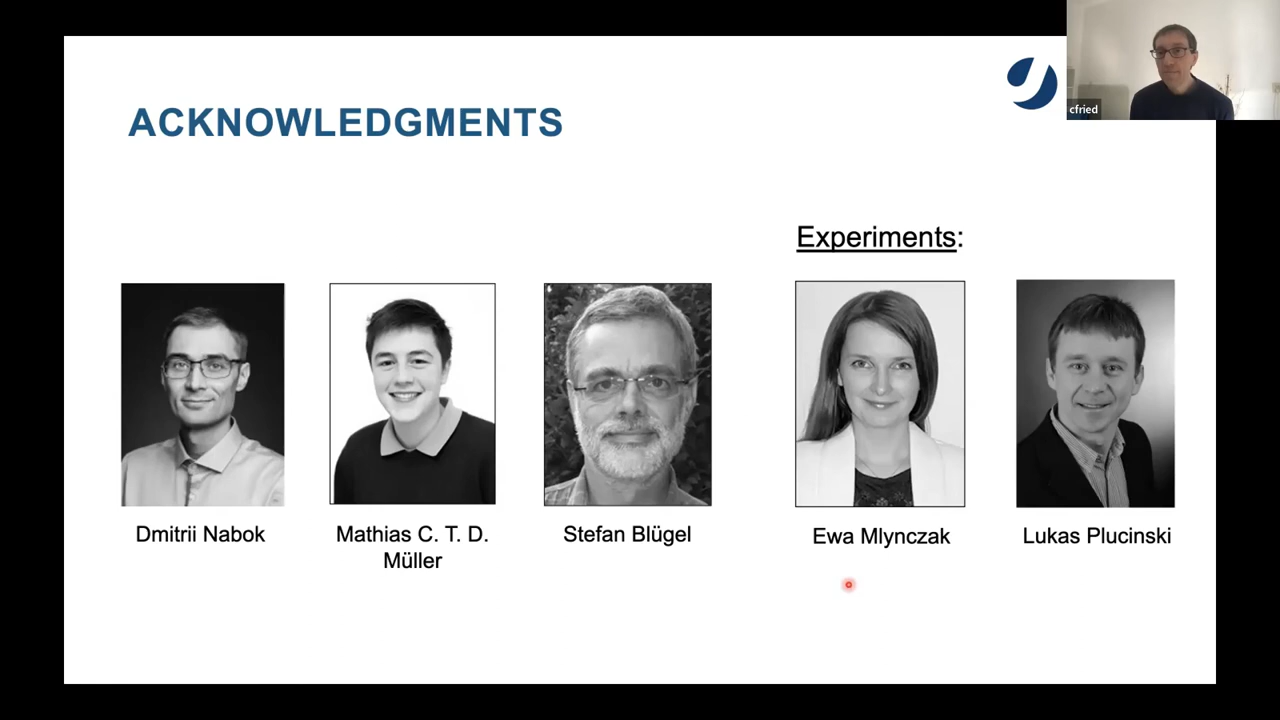 ACKNOWLEDGMENTS
cfried
Experiments:
Dmitrii Nabok
Mathias C. T. D.
Müller
Stefan Blügel
Ewa Mlynczak
Lukas Plucinski